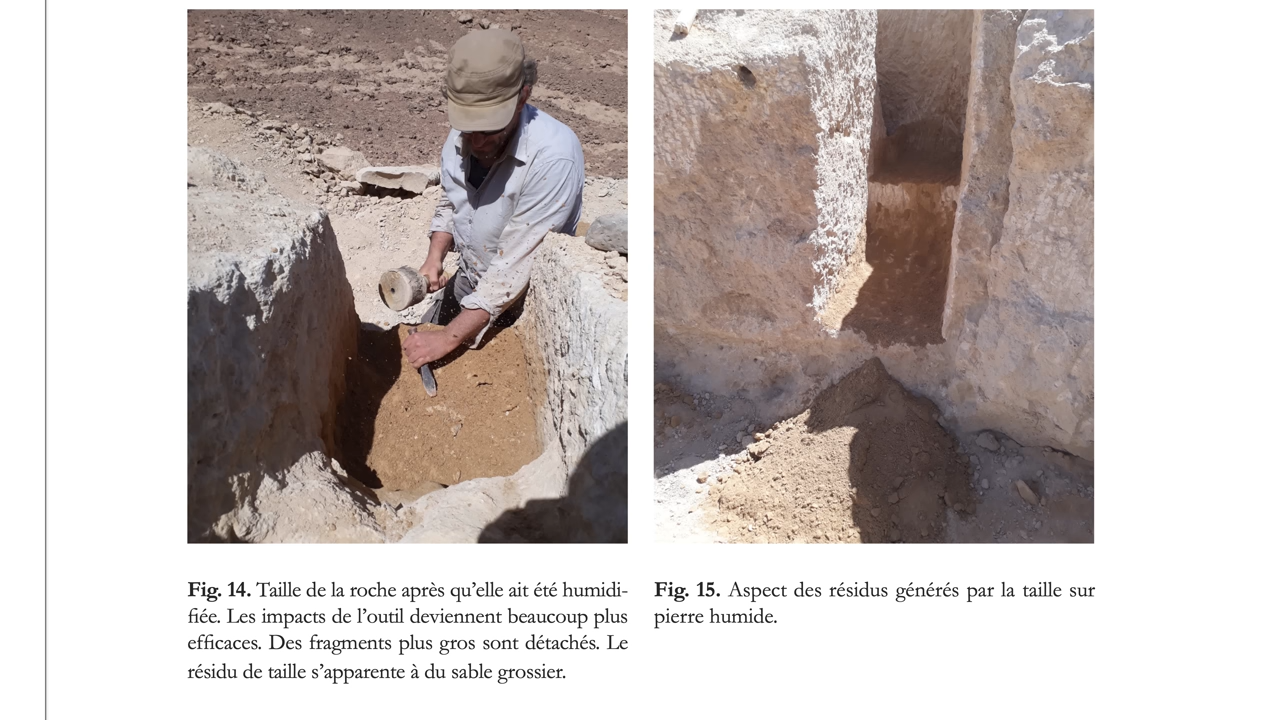 Fig. 14. Taille de la roche après qu’elle ait été humidi-
fiée. Les impacts de l’outil deviennent beaucoup plus
efficaces. Des fragments plus gros sont détachés. Le
résidu de taille s’apparente à du sable grossier.
Fig. 15. Aspect des résidus générés par la taille sur
pierre humide.